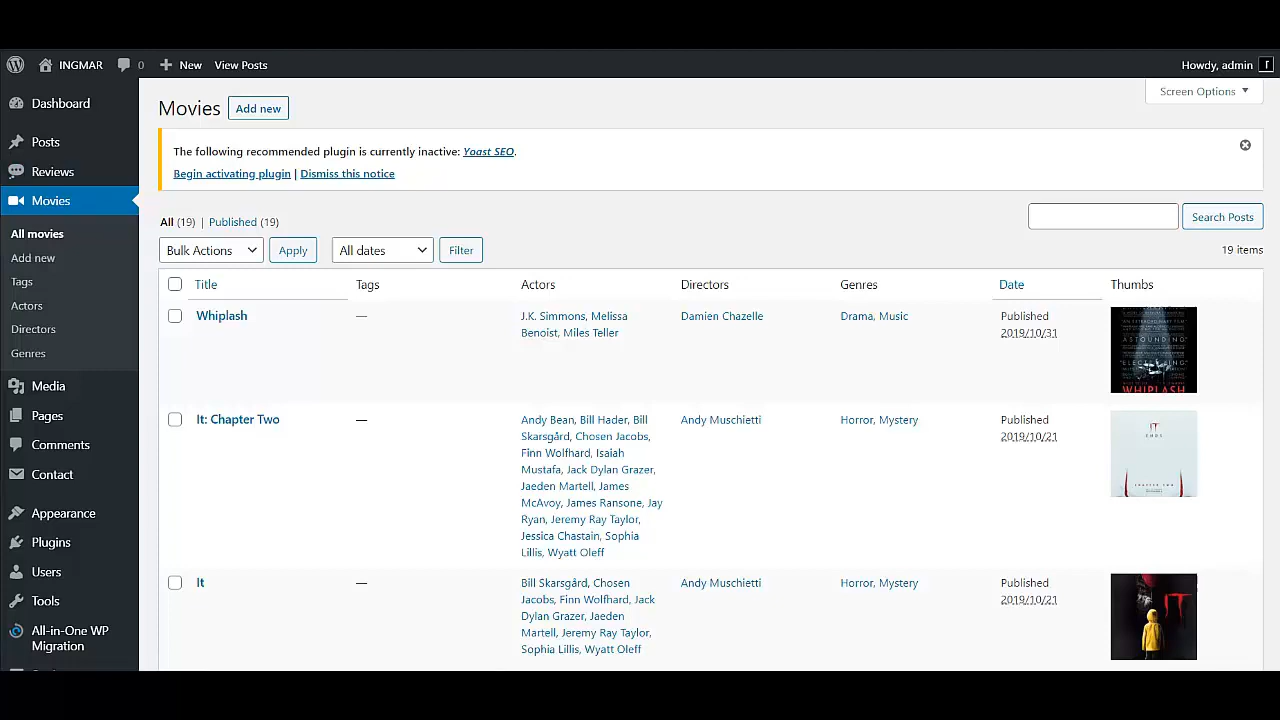 INGMAR 0 New View Posts Howdy, admin
Dashboard
Posts
Reviews
Movies
All movies
Add new
Tags
Actors
Directors
Genres
Media
Pages
Comments
Contact
Appearance
Plugins
Users
Tools
All-in-One WP
Migration
Screen Options
Movies Add new
The following recommended plugin is currently inactive: Yoast SEO.
Begin activating plugin | Dismiss this notice
All (19) | Published (19)
Search Posts
Bulk Actions Apply All dates Filter
19 items
Title Tags Actors Directors Genres Date Thumbs
Whiplash — J.K. Simmons, Melissa Damien Chazelle Drama, Music Published
Benoist, Miles Teller 2019/10/31
ASTOUNDING
ELECTRIFYING
WHIPLASH
It: Chapter Two — Andy Bean, Bill Hader, Bill Andy Muschietti Horror, Mystery Published
Skarsgård, Chosen Jacobs, 2019/10/21
Finn Wolfhard, Isaiah
Mustafa, Jack Dylan Grazer,
Jaeden Martell, James
McAvoy, James Ransone, Jay
Ryan, Jeremy Ray Taylor,
Jessica Chastain, Sophia
Lillis, Wyatt Oleff
IT
ENDS
CHAPTER TWO
It — Bill Skarsgård, Chosen Andy Muschietti Horror, Mystery Published
Jacobs, Finn Wolfhard, Jack 2019/10/21
Dylan Grazer, Jaeden
Martell, Jeremy Ray Taylor,
Sophia Lillis, Wyatt Oleff
IT